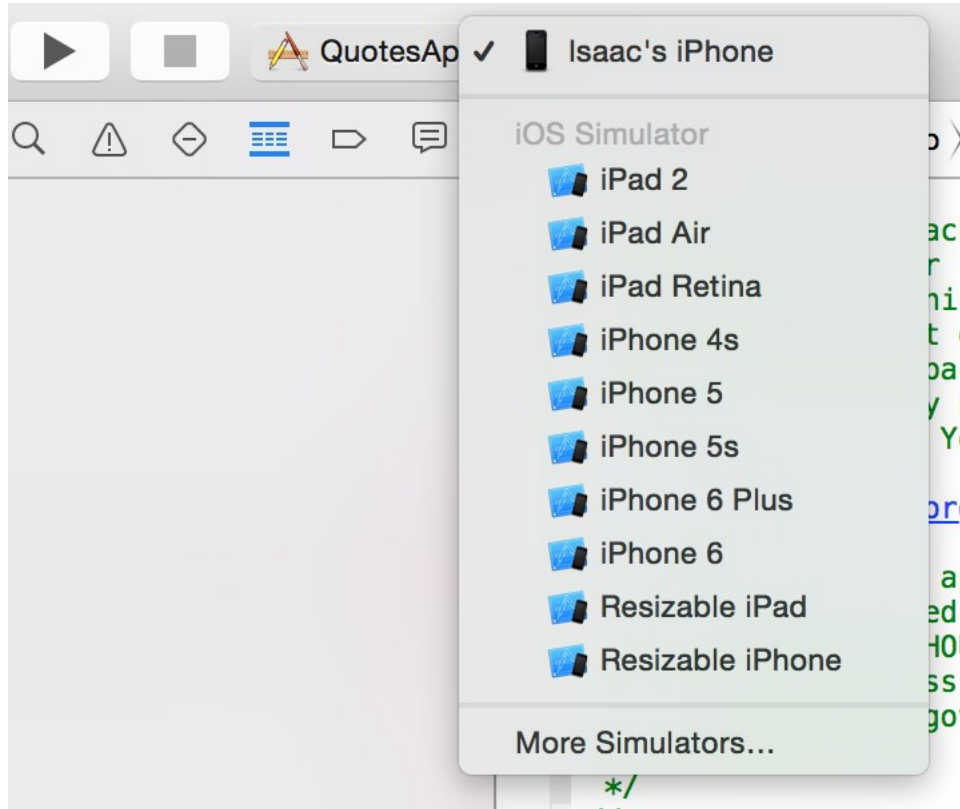 QuotesAp
✓ Isaac's iPhone
iOS Simulator
iPad 2
iPad Air
iPad Retina
iPhone 4s
iPhone 5
iPhone 5s
iPhone 6 Plus
iPhone 6
Resizable iPad
Resizable iPhone
More Simulators...
*/